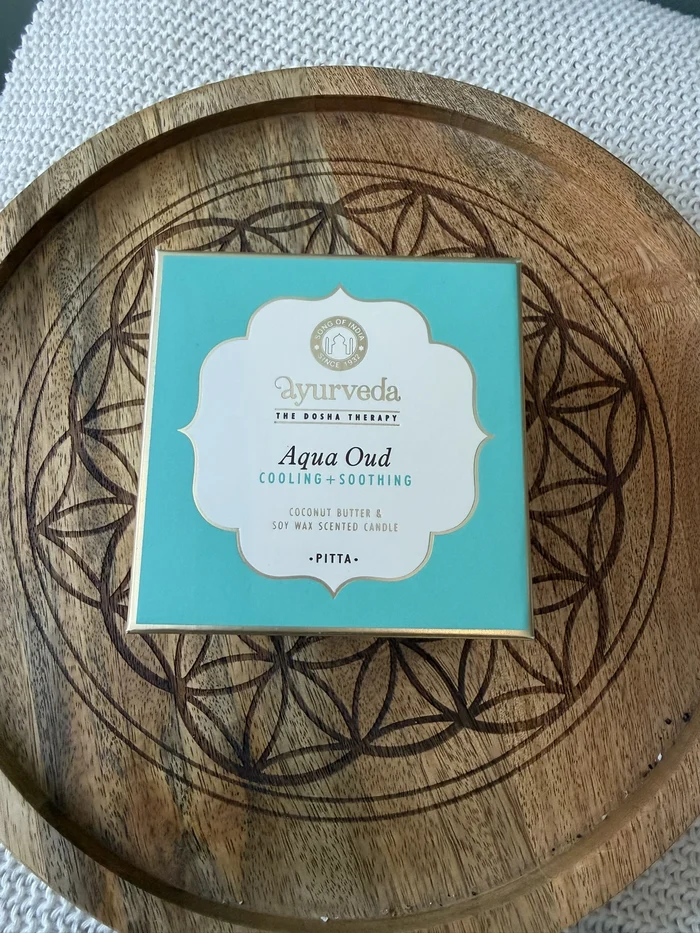 SONG OF INDIA
SINCE 1932
ayurveda
THE DOSHA THERAPY
Aqua Oud
COOLING + SOOTHING
COCONUT BUTTER &
SOY WAX SCENTED CANDLE
•PITTA•